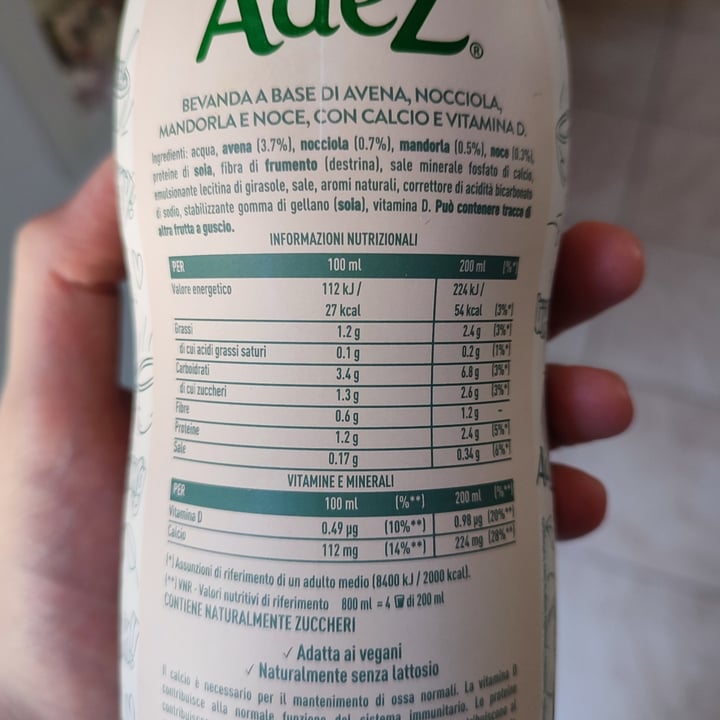 AdeZ®
BEVANDA A BASE DI AVENA, NOCCIOLA,
MANDORLA E NOCE, CON CALCIO E VITAMINA D.
Ingredienti: acqua, avena (3.7%), nocciola (0.7%), mandorla (0.5%), noce (0.3%),
proteine di soia, fibra di frumento (destrina), sale minerale fosfato di calcio,
emulsionante lecitina di girasole, sale, aromi naturali, correttore di acidità bicarbonato
di sodio, stabilizzante gomma di gellano (soia), vitamina D. Può contenere tracce di
altra frutta a guscio.
INFORMAZIONI NUTRIZIONALI
PER 100 ml 200 ml (%*)
Valore energetico 112 kJ / 224 kJ /
27 kcal 54 kcal (3%*)
Grassi 1.2 g 2.4 g (3%*)
di cui acidi grassi saturi 0.1 g 0.2 g (1%*)
Carboidrati 3.4 g 6.8 g (3%*)
di cui zuccheri 1.3 g 2.6 g (3%*)
Fibre 0.6 g 1.2 g -
Proteine 1.2 g 2.4 g (5%*)
Sale 0.17 g 0.34 g (6%*)
VITAMINE E MINERALI
PER 100 ml (%**) 200 ml (%**)
Vitamina D 0.49 µg (10%**) 0.98 µg (20%**)
Calcio 112 mg (14%**) 224 mg (28%**)
(*) Assunzioni di riferimento di un adulto medio (8400 kJ / 2000 kcal).
(**) VNR - Valori nutritivi di riferimento 800 ml = 4 di 200 ml
CONTIENE NATURALMENTE ZUCCHERI
✓ Adatta ai vegani
✓ Naturalmente senza lattosio
Il calcio è necessario per il mantenimento di ossa normali. La vitamina D
contribuisce alla normale funzione del sistema immunitario. Le proteine